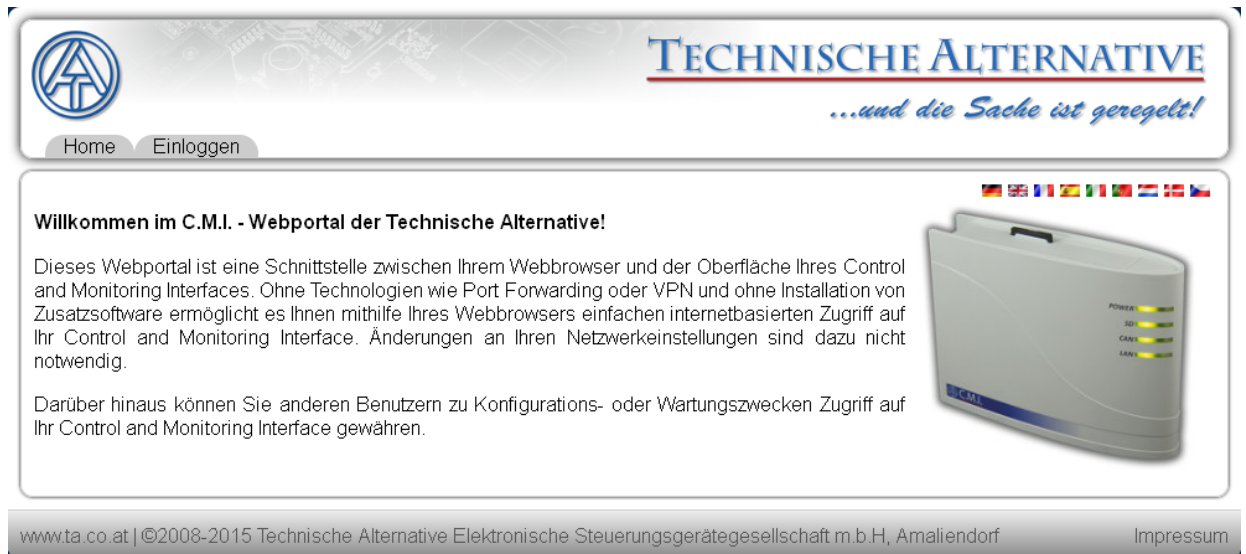 TECHNISCHE ALTERNATIVE
...und die Sache ist geregelt!
Home Einloggen
Willkommen im C.M.I. - Webportal der Technische Alternative!
Dieses Webportal ist eine Schnittstelle zwischen Ihrem Webbrowser und der Oberfläche Ihres Control
and Monitoring Interfaces. Ohne Technologien wie Port Forwarding oder VPN und ohne Installation von
Zusatzsoftware ermöglicht es Ihnen mithilfe Ihres Webbrowsers einfachen internetbasierten Zugriff auf
Ihr Control and Monitoring Interface. Änderungen an Ihren Netzwerkeinstellungen sind dazu nicht
notwendig.
Darüber hinaus können Sie anderen Benutzern zu Konfigurations- oder Wartungszwecken Zugriff auf
Ihr Control and Monitoring Interface gewähren.
POWER
SD
CAN
LAN
C.M.I.
www.ta.co.at | ©2008-2015 Technische Alternative Elektronische Steuerungsgerätegesellschaft m.b.H, Amaliendorf Impressum